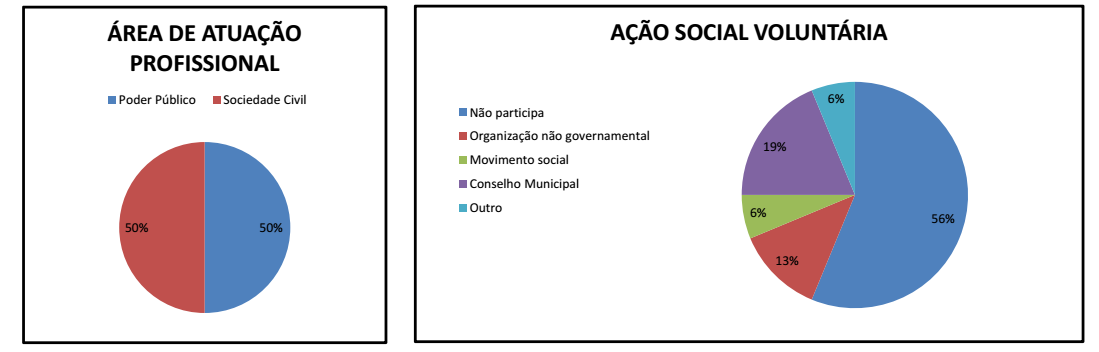 ÁREA DE ATUAÇÃO
PROFISSIONAL
Poder Público Sociedade Civil
50%
50%
AÇÃO SOCIAL VOLUNTÁRIA
Não participa
Organização não governamental
Movimento social
Conselho Municipal
Outro
6%
19%
6%
56%
13%